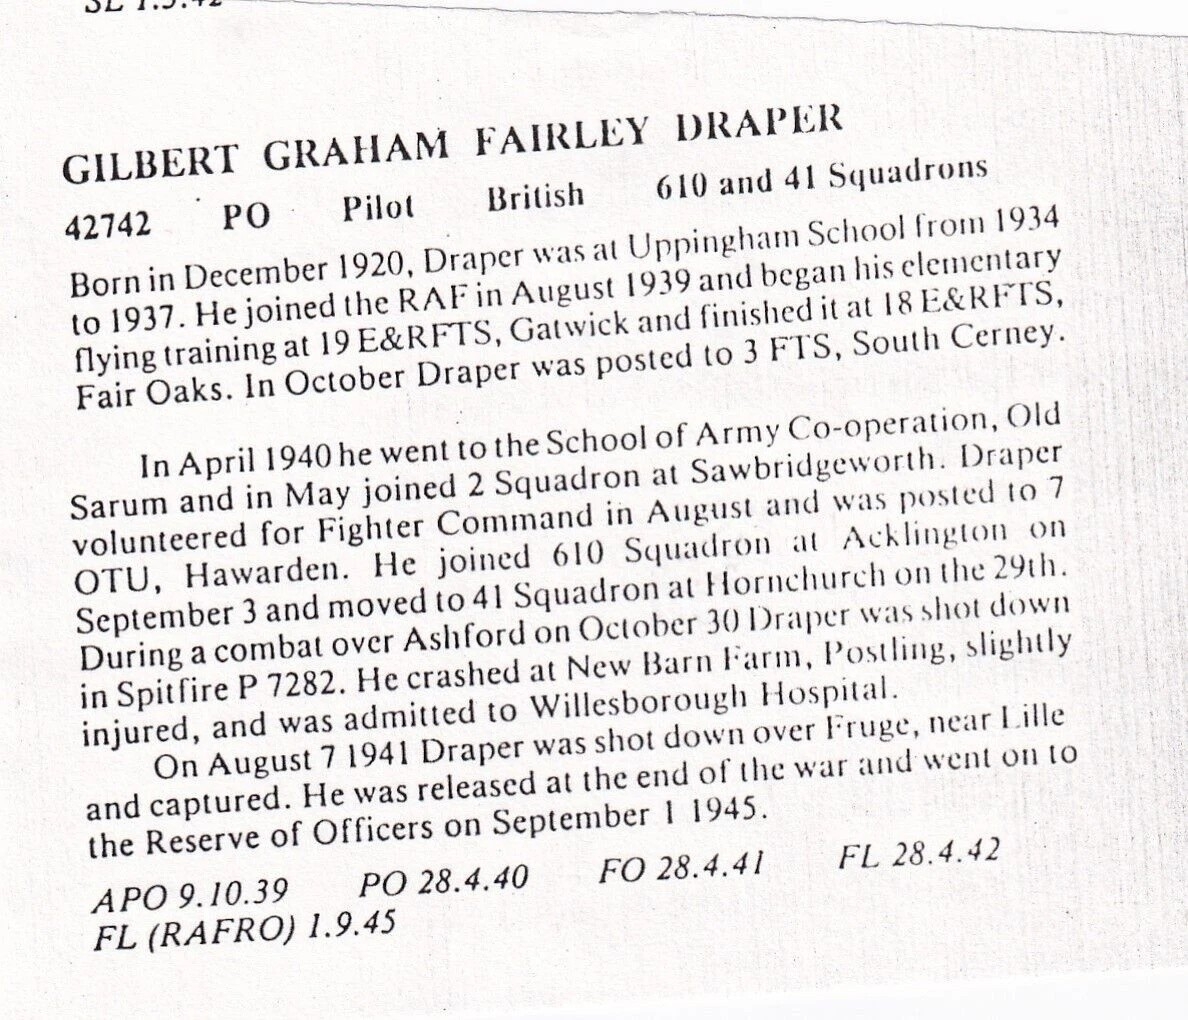 SL 1.3.42
GILBERT GRAHAM FAIRLEY DRAPER
42742 PO Pilot British 610 and 41 Squadrons
Born in December 1920, Draper was at Uppingham School from 1934
to 1937. He joined the RAF in August 1939 and began his elementary
flying training at 19 E&RFTS, Gatwick and finished it at 18 E&RFTS,
Fair Oaks. In October Draper was posted to 3 FTS, South Cerney.
In April 1940 he went to the School of Army Co-operation, Old
Sarum and in May joined 2 Squadron at Sawbridgeworth. Draper
volunteered for Fighter Command in August and was posted to 7
OTU, Hawarden. He joined 610 Squadron at Acklington on
September 3 and moved to 41 Squadron at Hornchurch on the 29th.
During a combat over Ashford on October 30 Draper was shot down
in Spitfire P 7282. He crashed at New Barn Farm, Postling, slightly
injured, and was admitted to Willesborough Hospital.
On August 7 1941 Draper was shot down over Fruge, near Lille
and captured. He was released at the end of the war and went on to
the Reserve of Officers on September 1 1945.
APO 9.10.39 PO 28.4.40 FO 28.4.41 FL 28.4.42
FL (RAFRO) 1.9.45